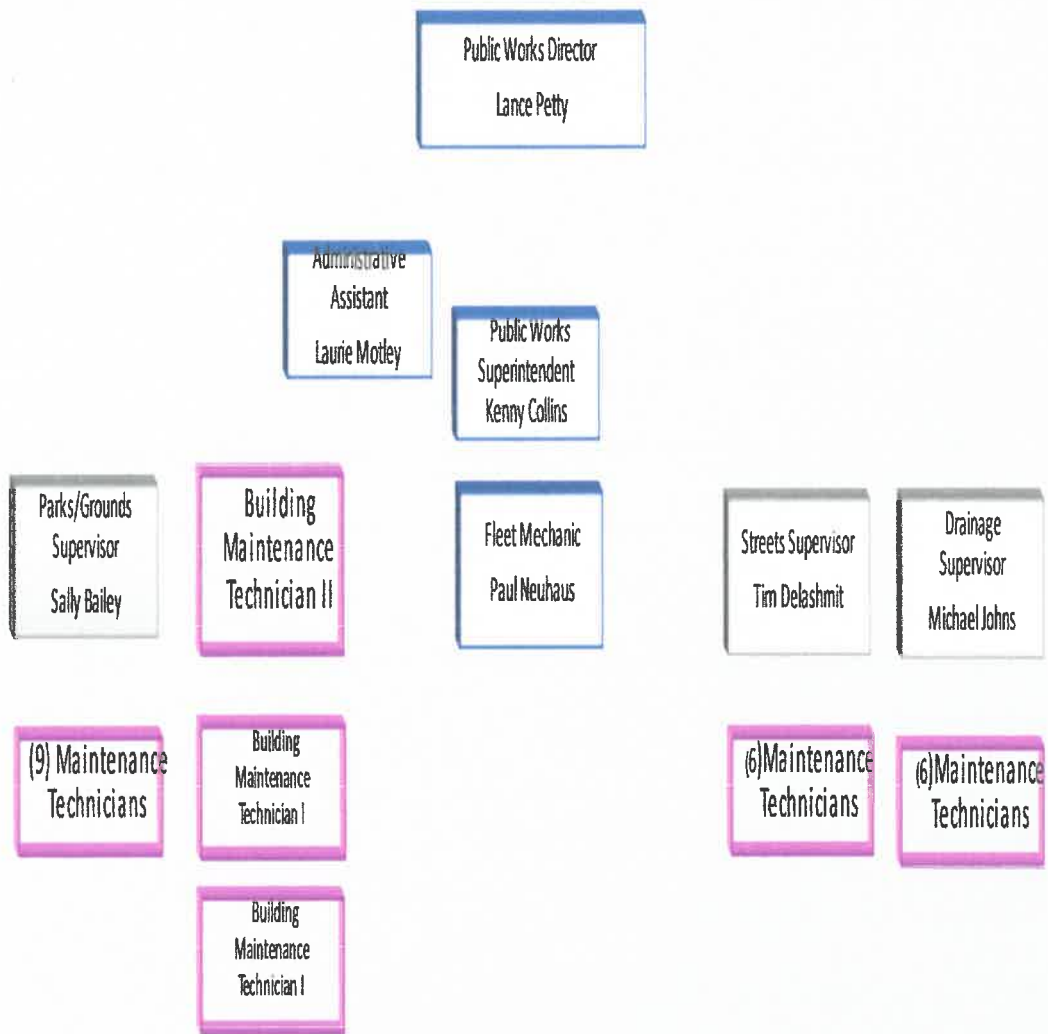 Public Works Director
Lance Petty
Administrative
Assistant
Laurie Motley
Public Works
Superintendent
Kenny Collins
Parks/Grounds
Supervisor
Sally Bailey
Building
Maintenance
Technician II
Fleet Mechanic
Paul Neuhaus
Streets Supervisor
Tim Delashmit
Drainage
Supervisor
Michael Johns
(9) Maintenance
Technicians
Building
Maintenance
Technician I
(6)Maintenance
Technicians
(6)Maintenance
Technicians
Building
Maintenance
Technician I